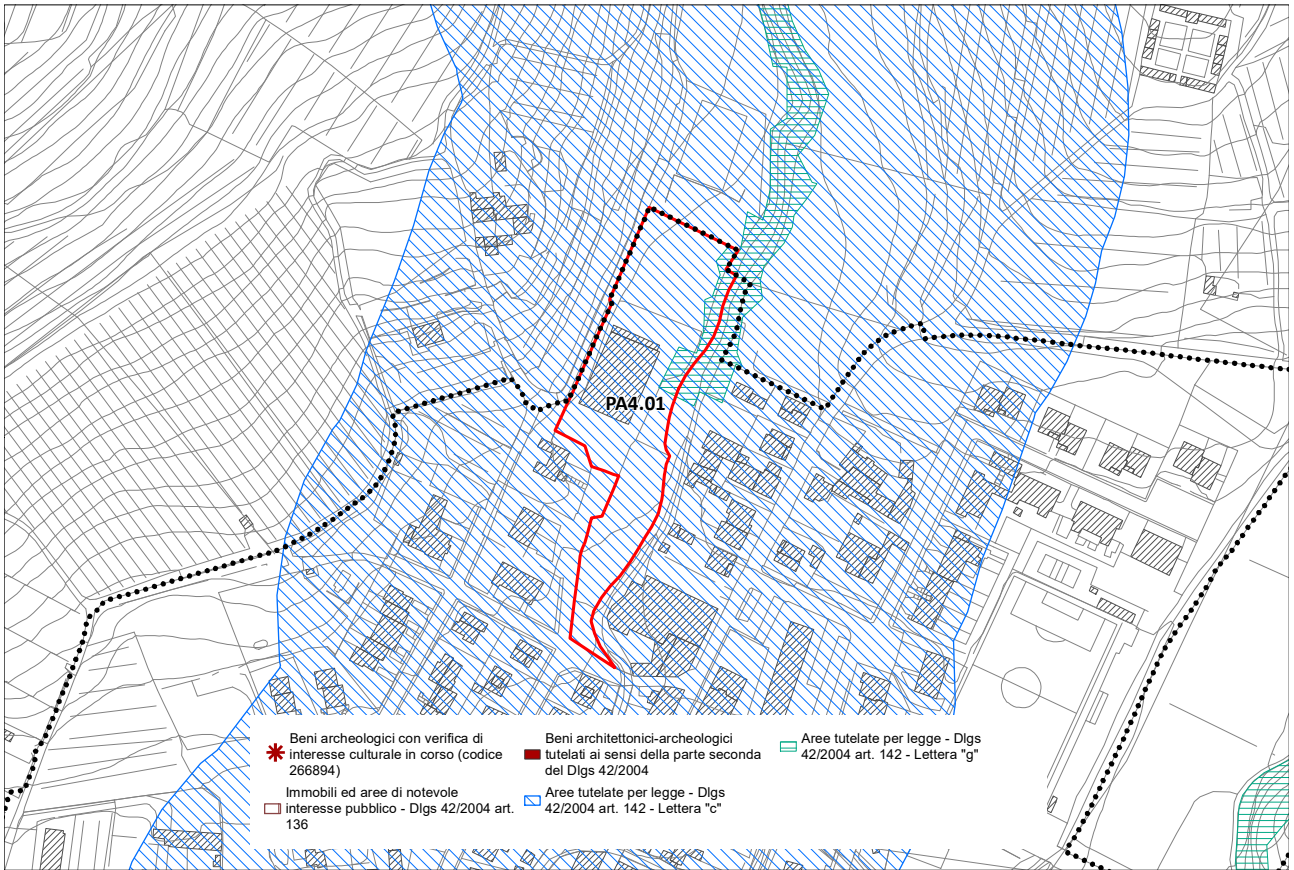 PA4.01
Beni archeologici con verifica di
interesse culturale in corso (codice
266894)
Immobili ed aree di notevole
interesse pubblico - Dlgs 42/2004 art.
136
Beni architettonici-archeologici
tutelati ai sensi della parte seconda
del Dlgs 42/2004
Aree tutelate per legge - Dlgs
42/2004 art. 142 - Lettera "c"
Aree tutelate per legge - Dlgs
42/2004 art. 142 - Lettera "g"